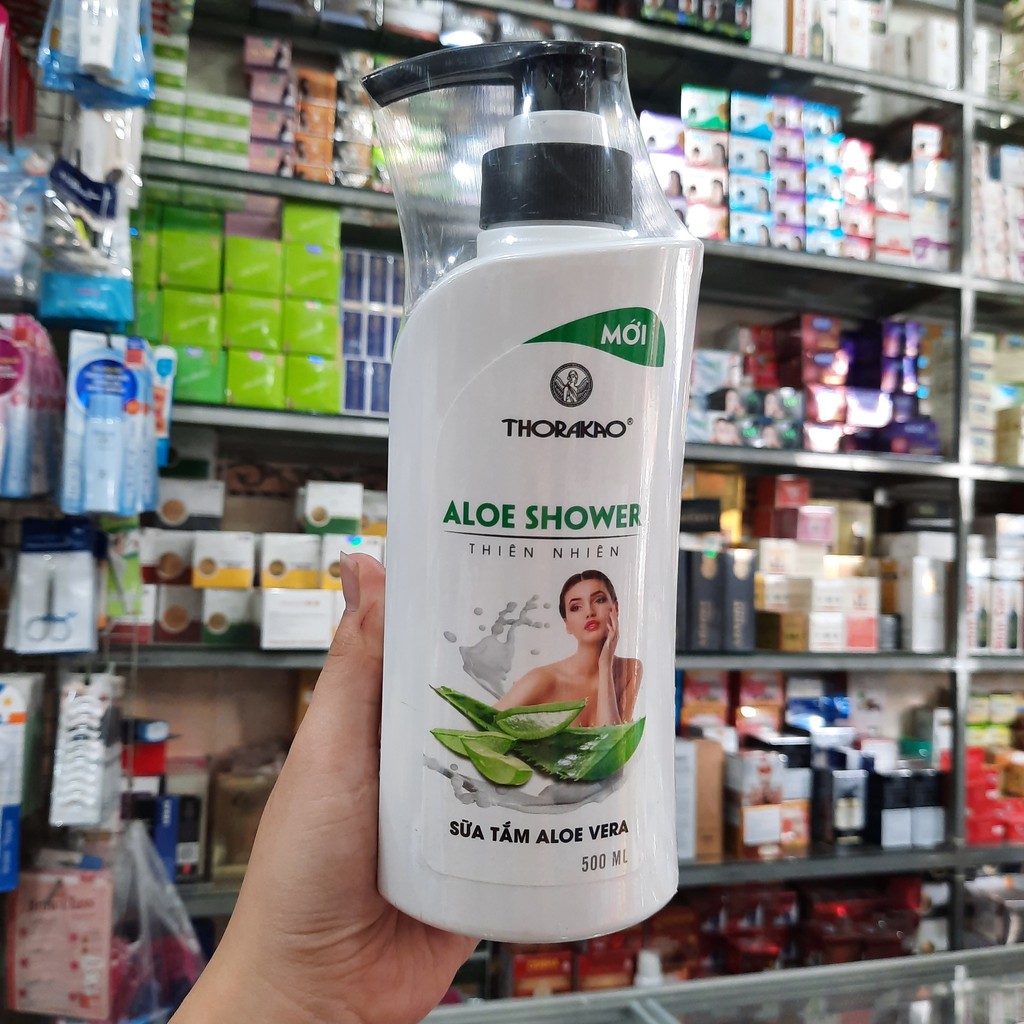 MỚI
THORAKAO®
ALOE SHOWER
THIÊN NHIÊN
SỮA TẮM ALOE VERA
500 ML